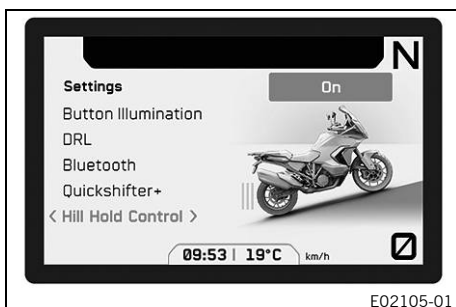 N
Settings
On
Button Illumination
DRL
Bluetooth
Quickshifter+
< Hill Hold Control >
09:53 | 19°C km/h
0
E02105-01